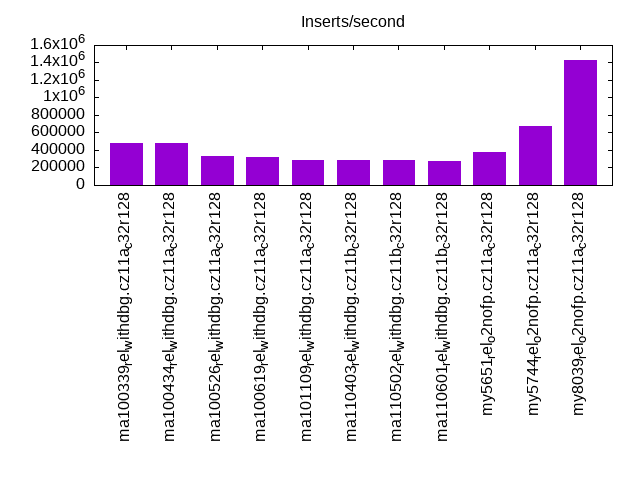 Inserts/second
1.6x10⁶
1.4x10⁶
1.2x10⁶
1x10⁶
800000
600000
400000
200000
0
ma100339ᵣelwithdbg.cz11ac32r128
ma100434ᵣelwithdbg.cz11ac32r128
ma100526ᵣelwithdbg.cz11ac32r128
ma100619ᵣelwithdbg.cz11ac32r128
ma101109ᵣelwithdbg.cz11ac32r128
ma110403ᵣelwithdbg.cz11bc32r128
ma110502ᵣelwithdbg.cz11bc32r128
ma110601ᵣelwithdbg.cz11bc32r128
my5651ᵣelₒ2nofp.cz11ac32r128
my5744ᵣelₒ2nofp.cz11ac32r128
my8039ᵣelₒ2nofp.cz11ac32r128